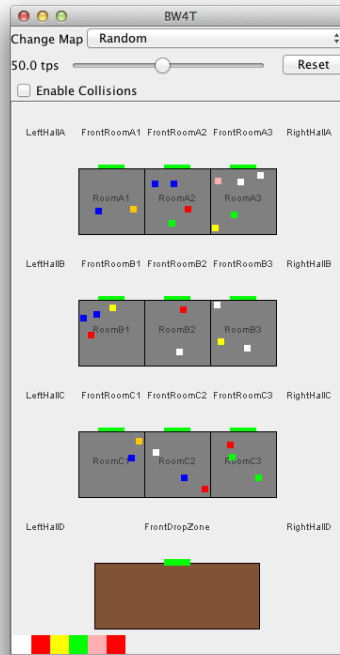 BW4T
Change Map Random
50.0 tps Reset
Enable Collisions
LeftHallA FrontRoomA1 FrontRoomA2 FrontRoomA3 RightHallA
RoomA1 RoomA2 RoomA3
LeftHallB FrontRoomB1 FrontRoomB2 FrontRoomB3 RightHallB
RoomB1 RoomB2 RoomB3
LeftHallC FrontRoomC1 FrontRoomC2 FrontRoomC3 RightHallC
RoomC1 RoomC2 RoomC3
LeftHallD FrontDropZone RightHallD